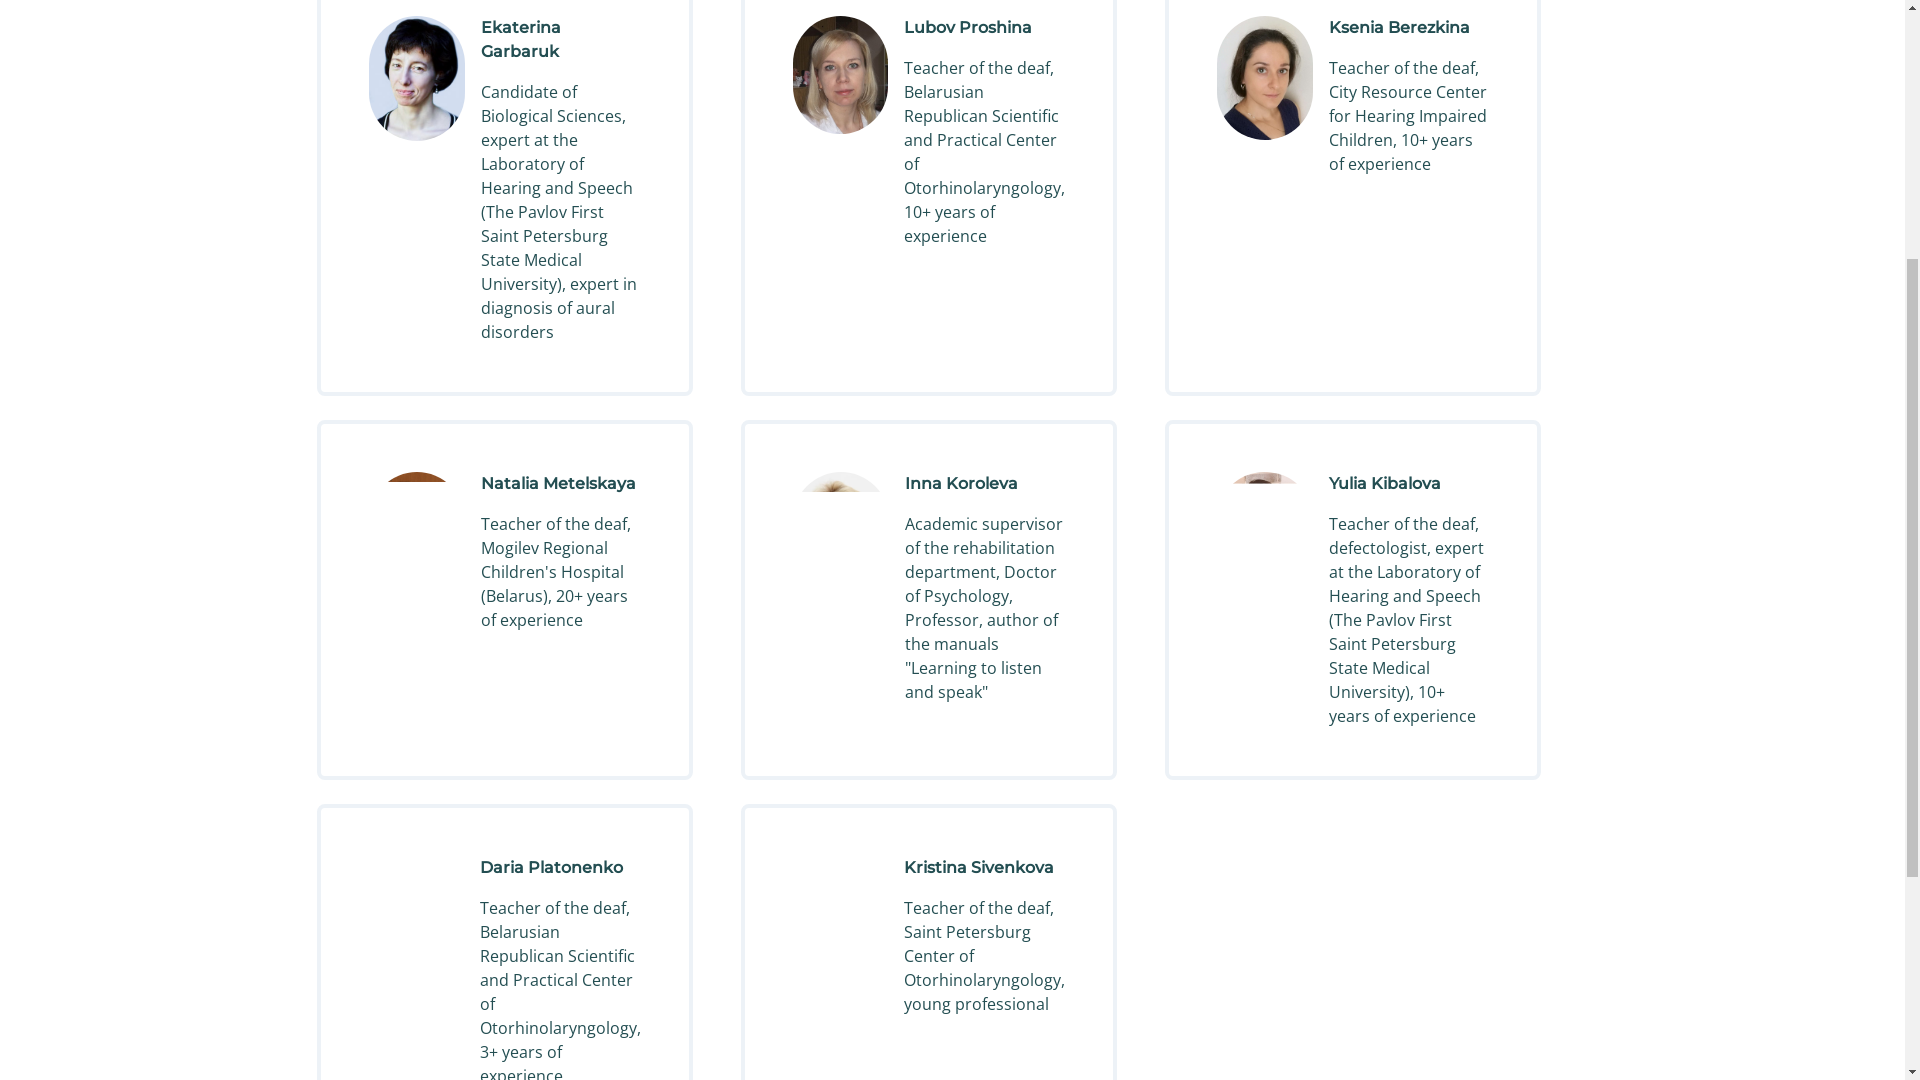 Ekaterina
Garbaruk
Candidate of
Biological Sciences,
expert at the
Laboratory of
Hearing and Speech
(The Pavlov First
Saint Petersburg
State Medical
University), expert in
diagnosis of aural
disorders
Lubov Proshina
Teacher of the deaf,
Belarusian
Republican Scientific
and Practical Center
of
Otorhinolaryngology,
10+ years of
experience
Ksenia Berezkina
Teacher of the deaf,
City Resource Center
for Hearing Impaired
Children, 10+ years
of experience
Natalia Metelskaya
Teacher of the deaf,
Mogilev Regional
Children's Hospital
(Belarus), 20+ years
of experience
Inna Koroleva
Academic supervisor
of the rehabilitation
department, Doctor
of Psychology,
Professor, author of
the manuals
"Learning to listen
and speak"
Yulia Kibalova
Teacher of the deaf,
defectologist, expert
at the Laboratory of
Hearing and Speech
(The Pavlov First
Saint Petersburg
State Medical
University), 10+
years of experience
Daria Platonenko
Teacher of the deaf,
Belarusian
Republican Scientific
and Practical Center
of
Otorhinolaryngology,
3+ years of
experience
Kristina Sivenkova
Teacher of the deaf,
Saint Petersburg
Center of
Otorhinolaryngology,
young professional